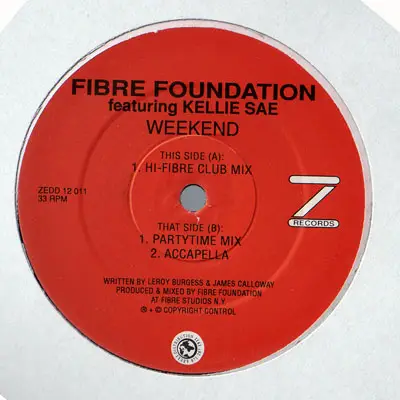 FIBRE FOUNDATION
featuring KELLIE SAE
WEEKEND
THIS SIDE (A):
1. HI-FIBRE CLUB MIX
ZEDD 12 011
33 RPM
Z
RECORDS
THAT SIDE (B):
1. PARTYTIME MIX
2. ACCAPELLA
WRITTEN BY LEROY BURGESS & JAMES CALLOWAY
PRODUCED & MIXED BY FIBRE FOUNDATION
AT FIBRE STUDIOS N.Y.
℗ + © COPYRIGHT CONTROL